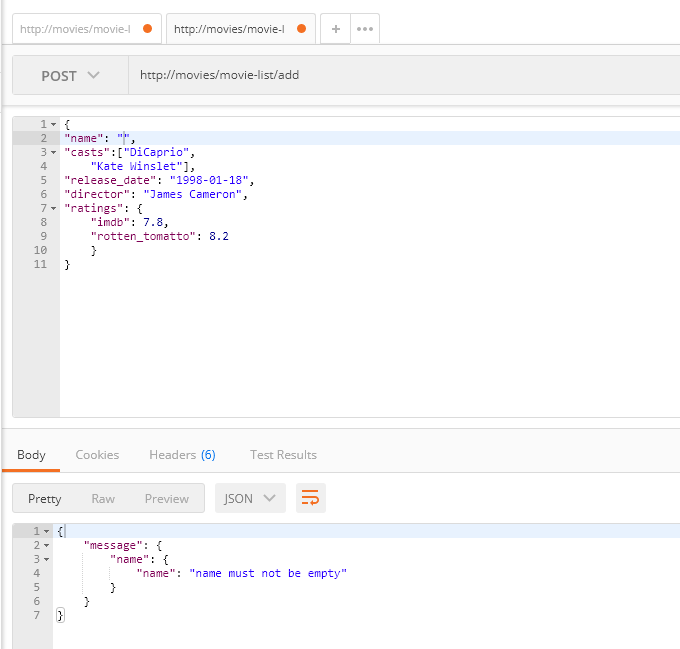 http://movies/movie-l http://movies/movie-l + •••
POST http://movies/movie-list/add
1 {
2 "name": "",
3 "casts":["DiCaprio",
4 "Kate Winslet"],
5 "release_date": "1998-01-18",
6 "director": "James Cameron",
7 "ratings": {
8 "imdb": 7.8,
9 "rotten_tomatto": 8.2
10 }
11 }
Body Cookies Headers (6) Test Results
Pretty Raw Preview JSON
1 {
2 "message": {
3 "name": {
4 "name": "name must not be empty"
5 }
6 }
7 }